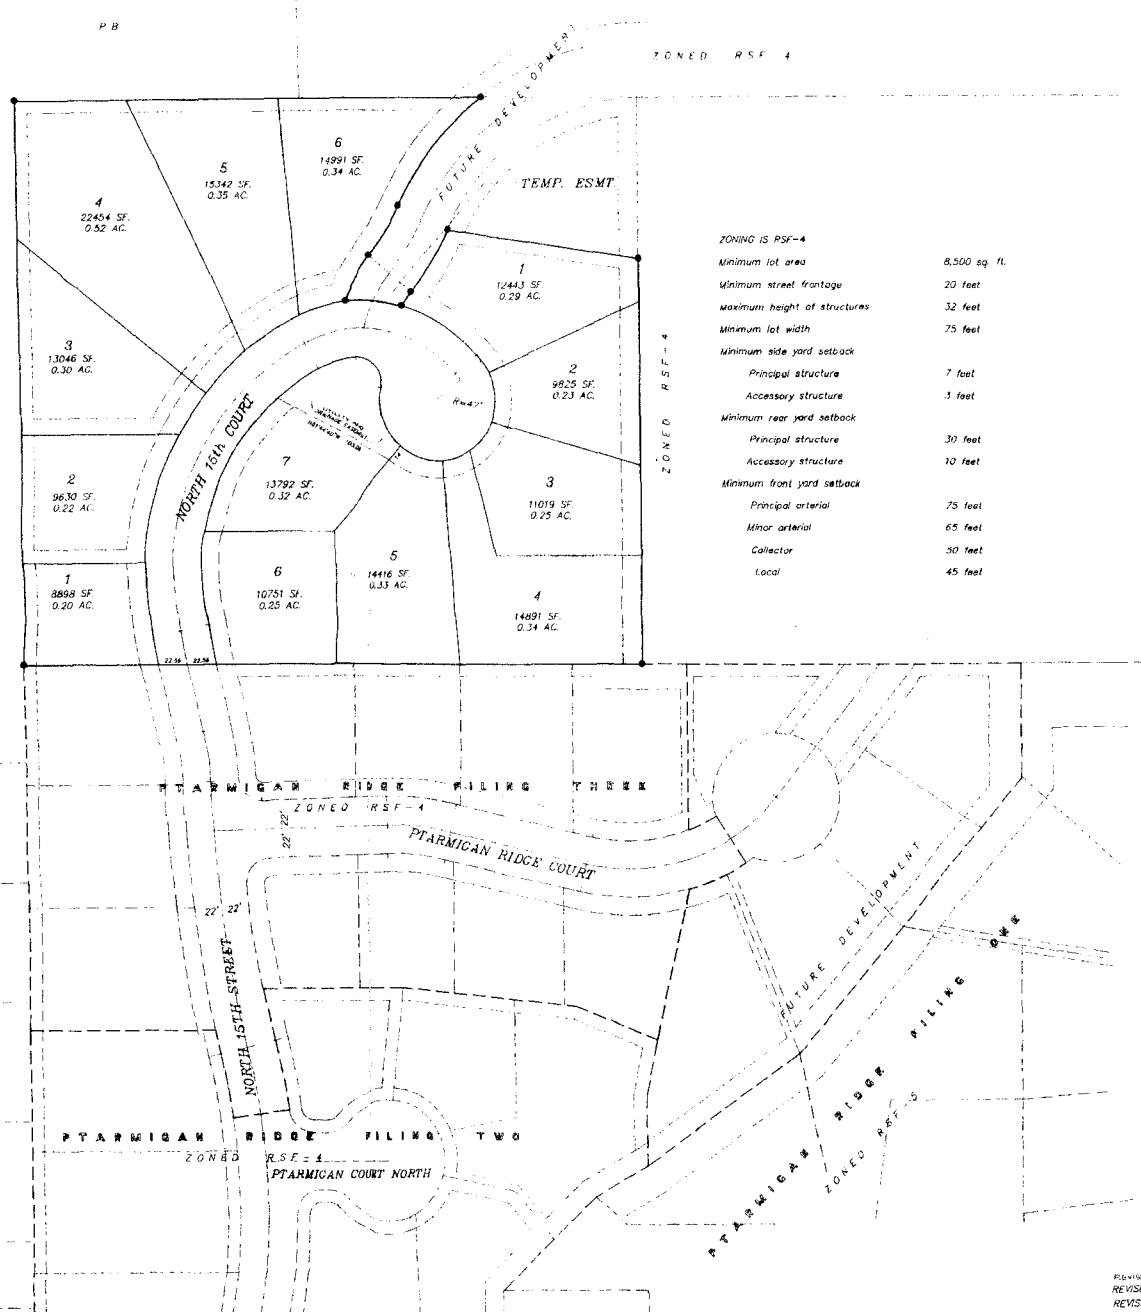 P B
ZONED RSF 4
FUTURE DEVELOPMENT
6
14991 SF.
0.34 AC.
5
15342 SF.
0.35 AC.
4
22454 SF.
0.52 AC.
TEMP. ESMT.
1
12443 SF.
0.29 AC.
3
13046 SF.
0.30 AC.
2
9825 SF.
0.23 AC.
R=47'
ZONED RSF-4
NORTH 15th COURT
UTILITY AND
DRAINAGE EASEMENT
7
13792 SF.
0.32 AC.
2
9630 SF.
0.22 AC.
3
11019 SF.
0.25 AC.
5
14416 SF.
0.33 AC.
1
8898 SF.
0.20 AC.
6
10751 SF.
0.25 AC.
4
14891 SF.
0.34 AC.
22.56 22.56
ZONING IS RSF-4
Minimum lot area 8,500 sq. ft.
Minimum street frontage 20 feet
Maximum height of structures 32 feet
Minimum lot width 75 feet
Minimum side yard setback
Principal structure 7 feet
Accessory structure 3 feet
Minimum rear yard setback
Principal structure 30 feet
Accessory structure 10 feet
Minimum front yard setback
Principal arterial 75 feet
Minor arterial 65 feet
Collector 50 feet
Local 45 feet
PTARMIGAN RIDGE FILING THREE
ZONED RSF-4
22' 22'
PTARMIGAN RIDGE COURT
22' 22'
NORTH 15TH STREET
FUTURE DEVELOPMENT
PTARMIGAN RIDGE FILING ONE
ZONED RSF-5
PTARMIGAN RIDGE FILING TWO
ZONED RSF-4
PTARMIGAN COURT NORTH
REVISE
REVISE
REVIS